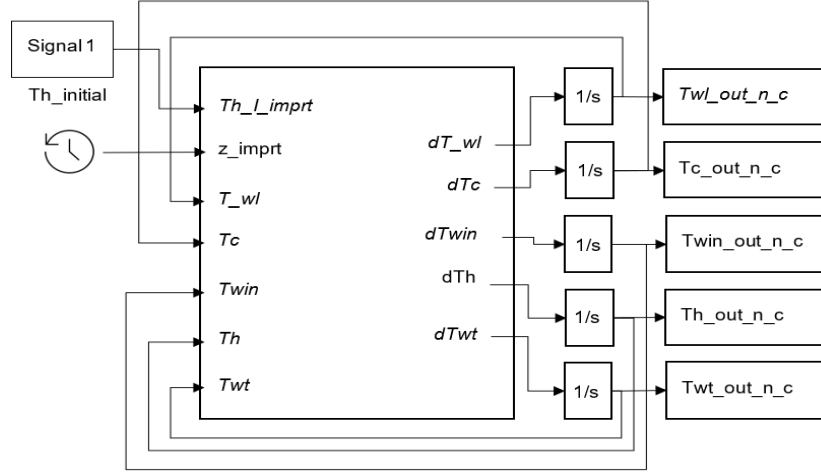 Signal 1
Th_initial
Th_I_imprt
z_imprt
T_wl
Tc
Twin
Th
Twt
dT_wl
dTc
dTwin
dTh
dTwt
1/s
1/s
1/s
1/s
1/s
Twl_out_n_c
Tc_out_n_c
Twin_out_n_c
Th_out_n_c
Twt_out_n_c